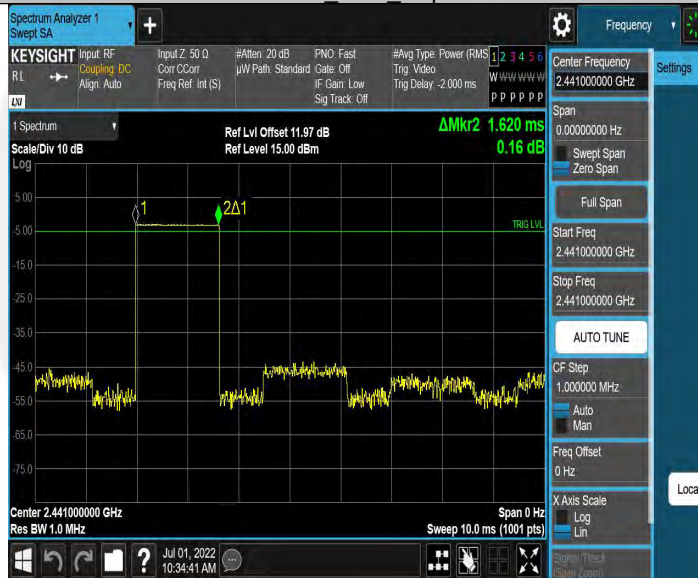 Spectrum Analyzer 1
Swept SA
+
Frequency
KEYSIGHT
RL
LXI
Input: RF
Coupling: DC
Align: Auto
Input Z: 50 Ω
Corr CCorr
Freq Ref: Int (S)
#Atten: 20 dB
µW Path: Standard
PNO: Fast
Gate: Off
IF Gain: Low
Sig Track: Off
#Avg Type: Power (RMS
Trig: Video
Trig Delay: -2.000 ms
1 2 3 4 5 6
W W W W W W
P P P P P P
Center Frequency
2.441000000 GHz
Settings
Span
0.00000000 Hz
Swept Span
Zero Span
Full Span
Start Freq
2.441000000 GHz
Stop Freq
2.441000000 GHz
AUTO TUNE
CF Step
1.000000 MHz
Auto
Man
Freq Offset
0 Hz
X Axis Scale
Log
Lin
Signal Track
(Span Zoom)
Loca
1 Spectrum
Scale/Div 10 dB
Log
Ref Lvl Offset 11.97 dB
Ref Level 15.00 dBm
ΔMkr2 1.620 ms
0.16 dB
5.00
1
2Δ1
TRIG LVL
-5.00
-15.0
-25.0
-35.0
-45.0
-55.0
-65.0
-75.0
Center 2.441000000 GHz
Res BW 1.0 MHz
Span 0 Hz
Sweep 10.0 ms (1001 pts)
?
Jul 01, 2022
10:34:41 AM